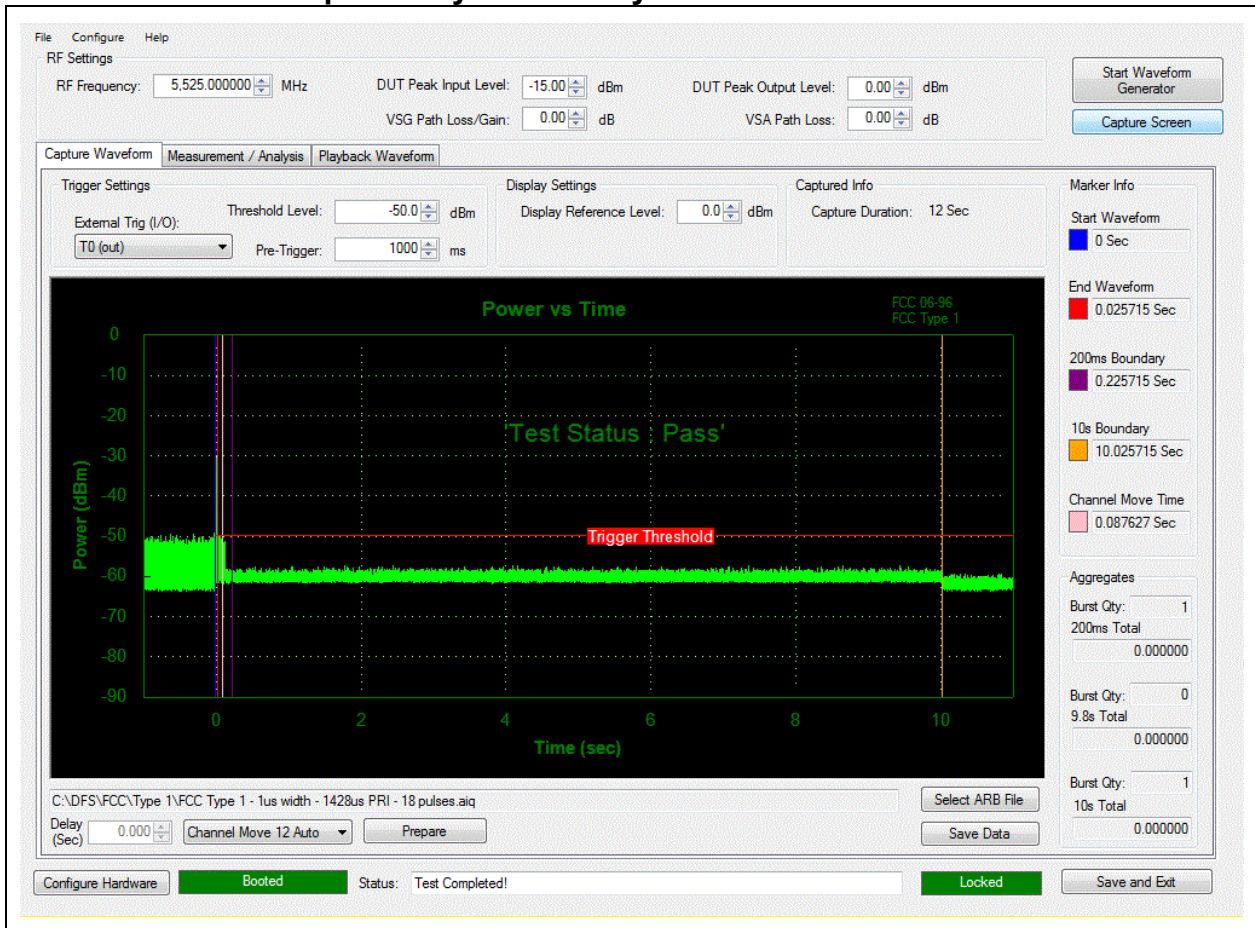 File Configure Help
RF Settings
RF Frequency: 5,525.000000 MHz
DUT Peak Input Level: -15.00 dBm
DUT Peak Output Level: 0.00 dBm
VSG Path Loss/Gain: 0.00 dB
VSA Path Loss: 0.00 dB
Start Waveform
Generator
Capture Screen
Capture Waveform Measurement / Analysis Playback Waveform
Trigger Settings
External Trig (I/O):
T0 (out)
Threshold Level: -50.0 dBm
Pre-Trigger: 1000 ms
Display Settings
Display Reference Level: 0.0 dBm
Captured Info
Capture Duration: 12 Sec
Marker Info
Start Waveform
0 Sec
End Waveform
0.025715 Sec
200ms Boundary
0.225715 Sec
10s Boundary
10.025715 Sec
Channel Move Time
0.087627 Sec
Power vs Time
FCC 06-96
FCC Type 1
0
-10
-20
-30
-40
-50
-60
-70
-80
-90
Power (dBm)
'Test Status : Pass'
Trigger Threshold
0 2 4 6 8 10
Time (sec)
Aggregates
Burst Qty: 1
200ms Total
0.000000
Burst Qty: 0
9.8s Total
0.000000
Burst Qty: 1
10s Total
0.000000
C:\DFS\FCC\Type 1\FCC Type 1 - 1us width - 1428us PRI - 18 pulses.aiq
Select ARB File
Delay
(Sec) 0.000 Channel Move 12 Auto Prepare
Save Data
Configure Hardware Booted Status: Test Completed! Locked Save and Exit